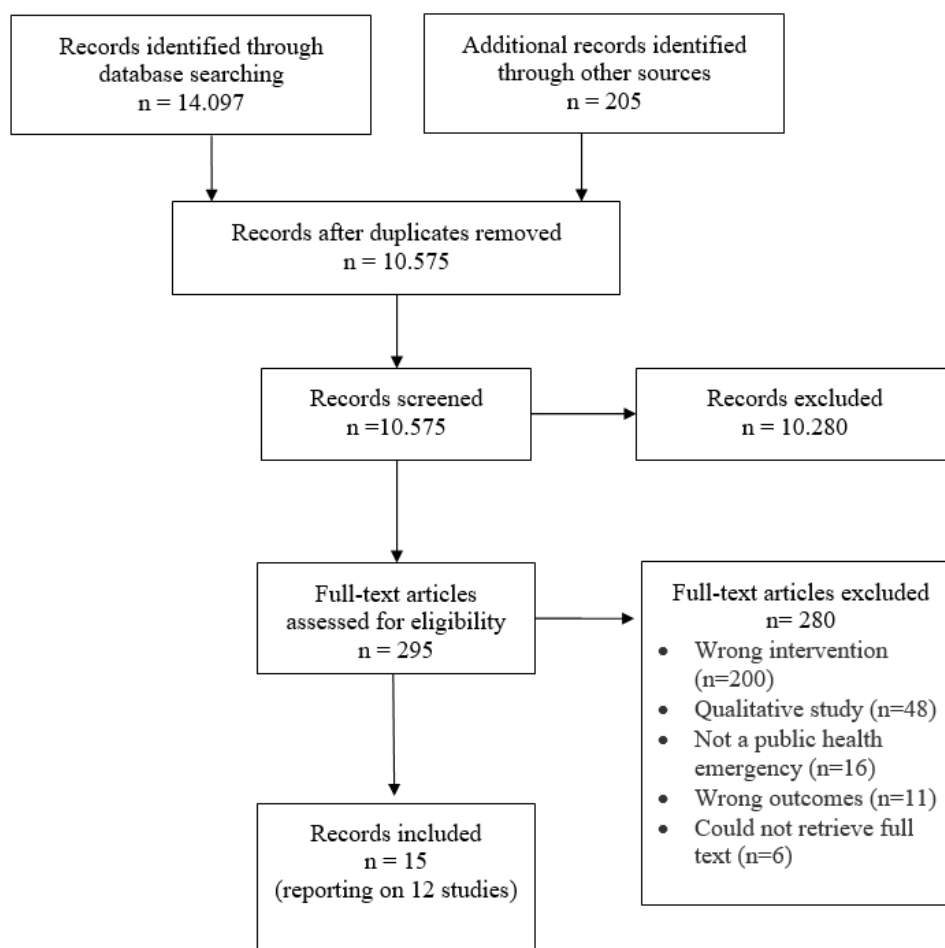 Records identified through
database searching
n = 14.097
Additional records identified
through other sources
n = 205
Records after duplicates removed
n = 10.575
Records screened
n =10.575
Records excluded
n = 10.280
Full-text articles
assessed for eligibility
n = 295
Full-text articles excluded
n= 280
• Wrong intervention
(n=200)
• Qualitative study (n=48)
• Not a public health
emergency (n=16)
• Wrong outcomes (n=11)
• Could not retrieve full
text (n=6)
Records included
n = 15
(reporting on 12 studies)